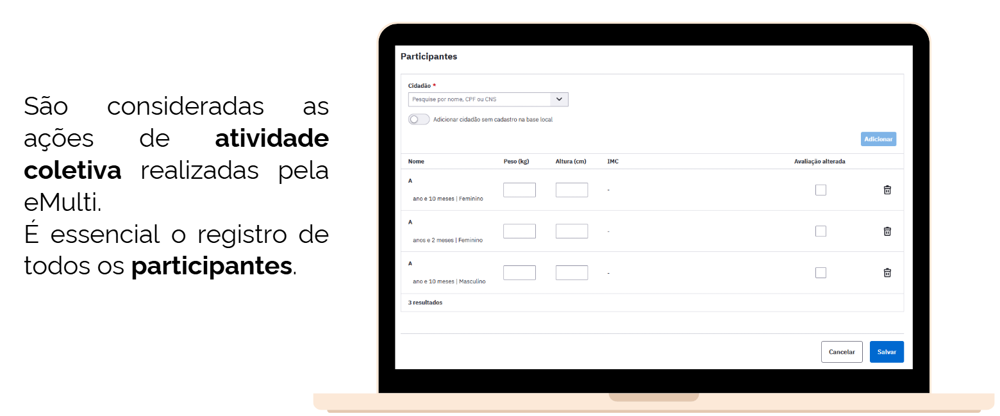 São consideradas as
ações de atividade
coletiva realizadas pela
eMulti.
É essencial o registro de
todos os participantes.
Participantes
Cidadão *
Pesquise por nome, CPF ou CNS
Adicionar cidadão sem cadastro na base local
Adicionar
Nome Peso (kg) Altura (cm) IMC Avaliação alterada
A
-
ano e 10 meses | Feminino
A
-
anos e 2 meses | Feminino
A
-
ano e 10 meses | Masculino
3 resultados
Cancelar Salvar